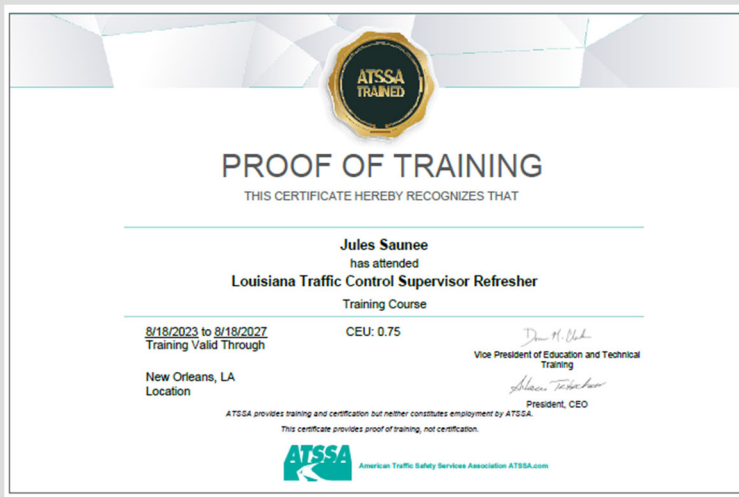 ATSSA
TRAINED
PROOF OF TRAINING
THIS CERTIFICATE HEREBY RECOGNIZES THAT
Jules Saunee
has attended
Louisiana Traffic Control Supervisor Refresher
Training Course
8/18/2023 to 8/18/2027
Training Valid Through
CEU: 0.75
New Orleans, LA
Location
Vice President of Education and Technical
Training
President, CEO
ATSSA provides training and certification but neither constitutes employment by ATSSA.
This certificate provides proof of training, not certification.
ATSSA
American Traffic Safety Services Association ATSSA.com